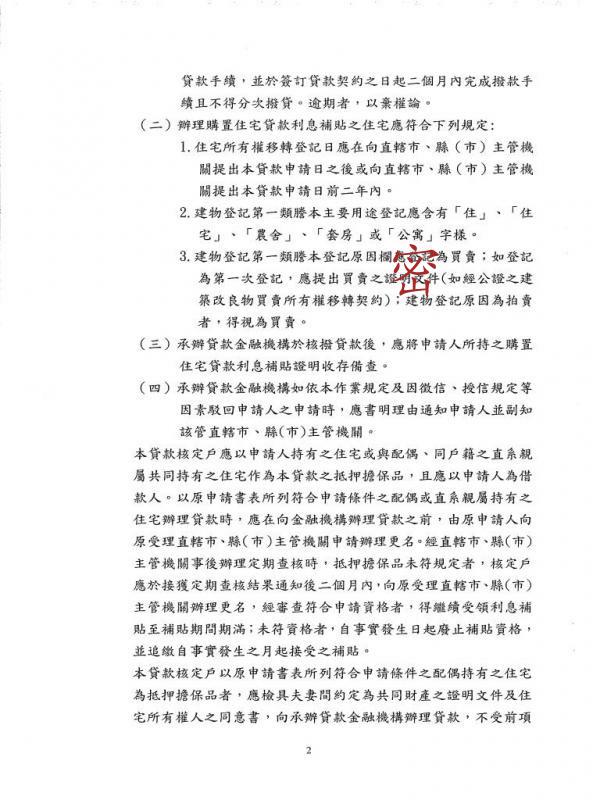 貸款手續，並於簽訂貸款契約之日起二個月內完成撥款手
續且不得分次撥貸。逾期者，以棄權論。
（二）辦理購置住宅貸款利息補貼之住宅應符合下列規定：
1.住宅所有權移轉登記日應在向直轄市、縣（市）主管機
關提出本貸款申請日之後或向直轄市、縣（市）主管機
關提出本貸款申請日前二年內。
2.建物登記第一類謄本主要用途登記應含有「住」、「住
宅」、「農舍」、「套房」或「公寓」字樣。
3.建物登記第一類謄本登記原因欄應登記為買賣；如登記
為第一次登記，應提出買賣之證明文件(如經公證之建
築改良物買賣所有權移轉契約)；建物登記原因為拍賣
者，得視為買賣。
密
（三）承辦貸款金融機構於核撥貸款後，應將申請人所持之購置
住宅貸款利息補貼證明收存備查。
（四）承辦貸款金融機構如依本作業規定及因徵信、授信規定等
因素駁回申請人之申請時，應書明理由通知申請人並副知
該管直轄市、縣(市)主管機關。
本貸款核定戶應以申請人持有之住宅或與配偶、同戶籍之直系親
屬共同持有之住宅作為本貸款之抵押擔保品，且應以申請人為借
款人。以原申請書表所列符合申請條件之配偶或直系親屬持有之
住宅辦理貸款時，應在向金融機構辦理貸款之前，由原申請人向
原受理直轄市、縣(市)主管機關申請辦理更名。經直轄市、縣(市)
主管機關事後辦理定期查核時，抵押擔保品未符規定者，核定戶
應於接獲定期查核結果通知後二個月內，向原受理直轄市、縣(市)
主管機關辦理更名，經審查符合申請資格者，得繼續受領利息補
貼至補貼期間期滿；未符資格者，自事實發生日起廢止補貼資格，
並追繳自事實發生之月起接受之補貼。
本貸款核定戶以原申請書表所列符合申請條件之配偶持有之住宅
為抵押擔保品者，應檢具夫妻間約定為共同財產之證明文件及住
宅所有權人之同意書，向承辦貸款金融機構辦理貸款，不受前項
2